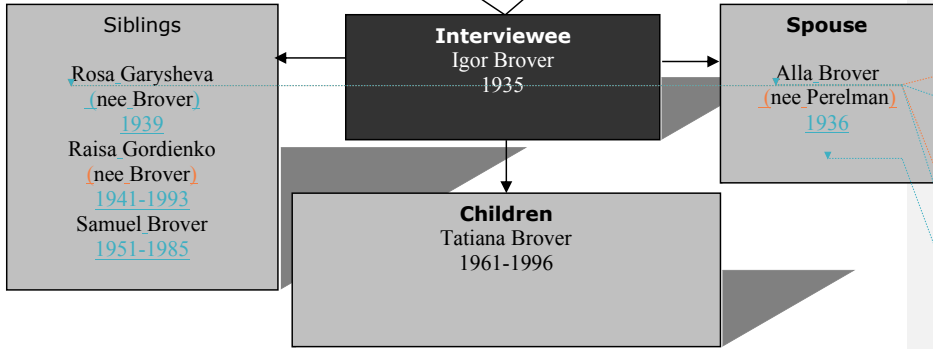 Siblings
Rosa Garysheva
(nee Brover)
1939
Raisa Gordienko
(nee Brover)
1941-1993
Samuel Brover
1951-1985
Interviewee
Igor Brover
1935
Spouse
Alla Brover
(nee Perelman)
1936
Children
Tatiana Brover
1961-1996